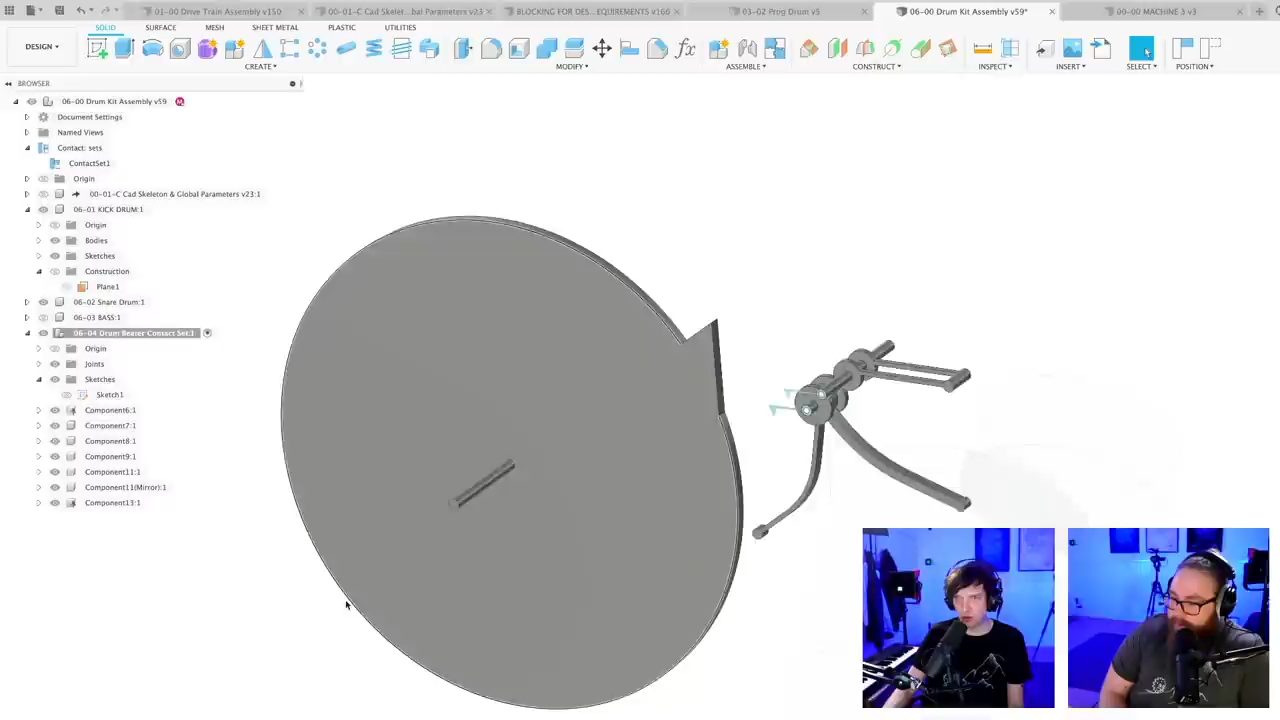 01-00 Drive Train Assembly v150
00-01-C Cad Skelet...bal Parameters v23
BLOCKING FOR DES...EQUIREMENTS v166
03-02 Prog Drum v5
06-00 Drum Kit Assembly v59*
00-00 MACHINE 3 v3
DESIGN
SOLID
SURFACE
MESH
SHEET METAL
PLASTIC
UTILITIES
CREATE
MODIFY
ASSEMBLE
CONSTRUCT
INSPECT
INSERT
SELECT
POSITION
BROWSER
06-00 Drum Kit Assembly v59
Document Settings
Named Views
Contact: sets
ContactSet1
Origin
00-01-C Cad Skeleton & Global Parameters v23:1
06-01 KICK DRUM:1
Origin
Bodies
Sketches
Construction
Plane1
06-02 Snare Drum:1
06-03 BASS:1
06-04 Drum Beater Contact Set:1
Origin
Joints
Sketches
Sketch1
Component6:1
Component7:1
Component8:1
Component9:1
Component11:1
Component11(Mirror):1
Component13:1